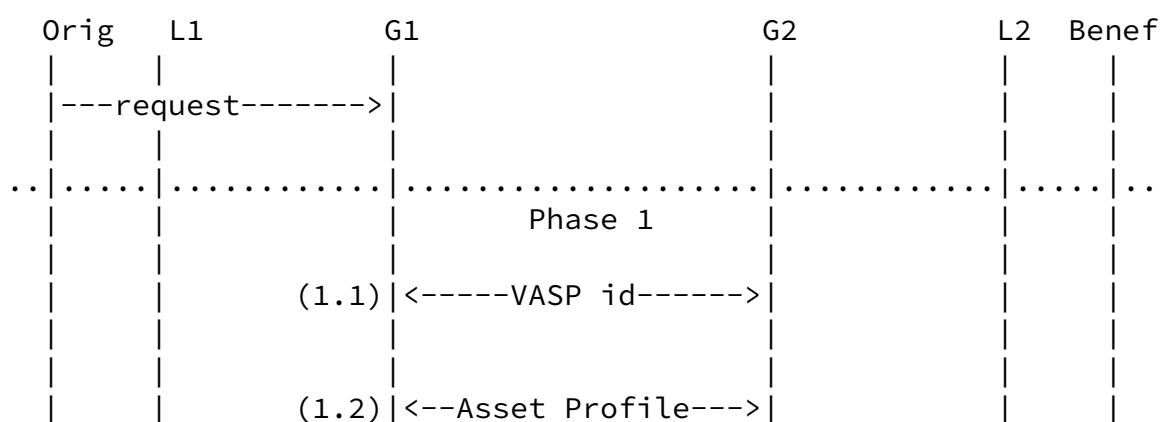 Orig L1 G1 G2 L2 Benef
|---request------->|
..|.....|............|....................|............|.....|..
Phase 1
(1.1)|<-----VASP id------>|
(1.2)|<--Asset Profile--->|